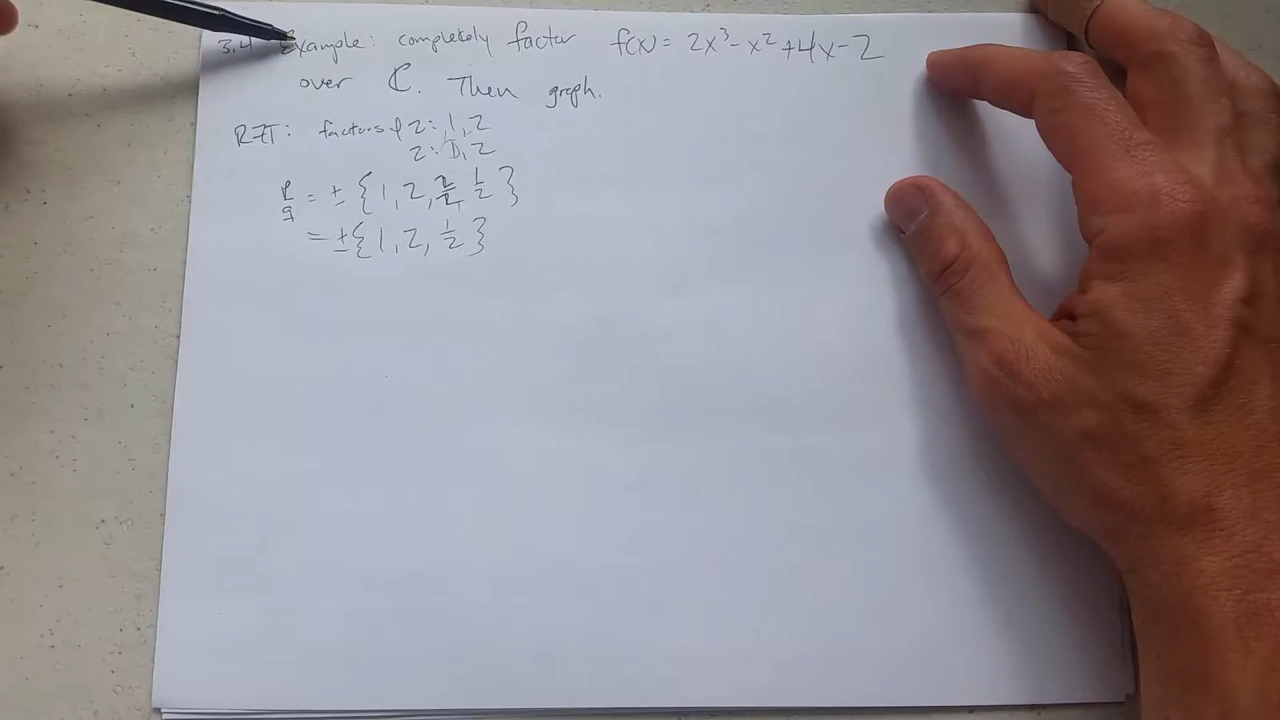 3.4 Example: completely factor f(x) = 2x³ - x² + 4x - 2
over ℂ. Then graph.
RZT: factors of 2: 1, 2
2: 1, 2
p/q = ± {1, 2, 2/2, 1/2}
= ± {1, 2, 1/2}